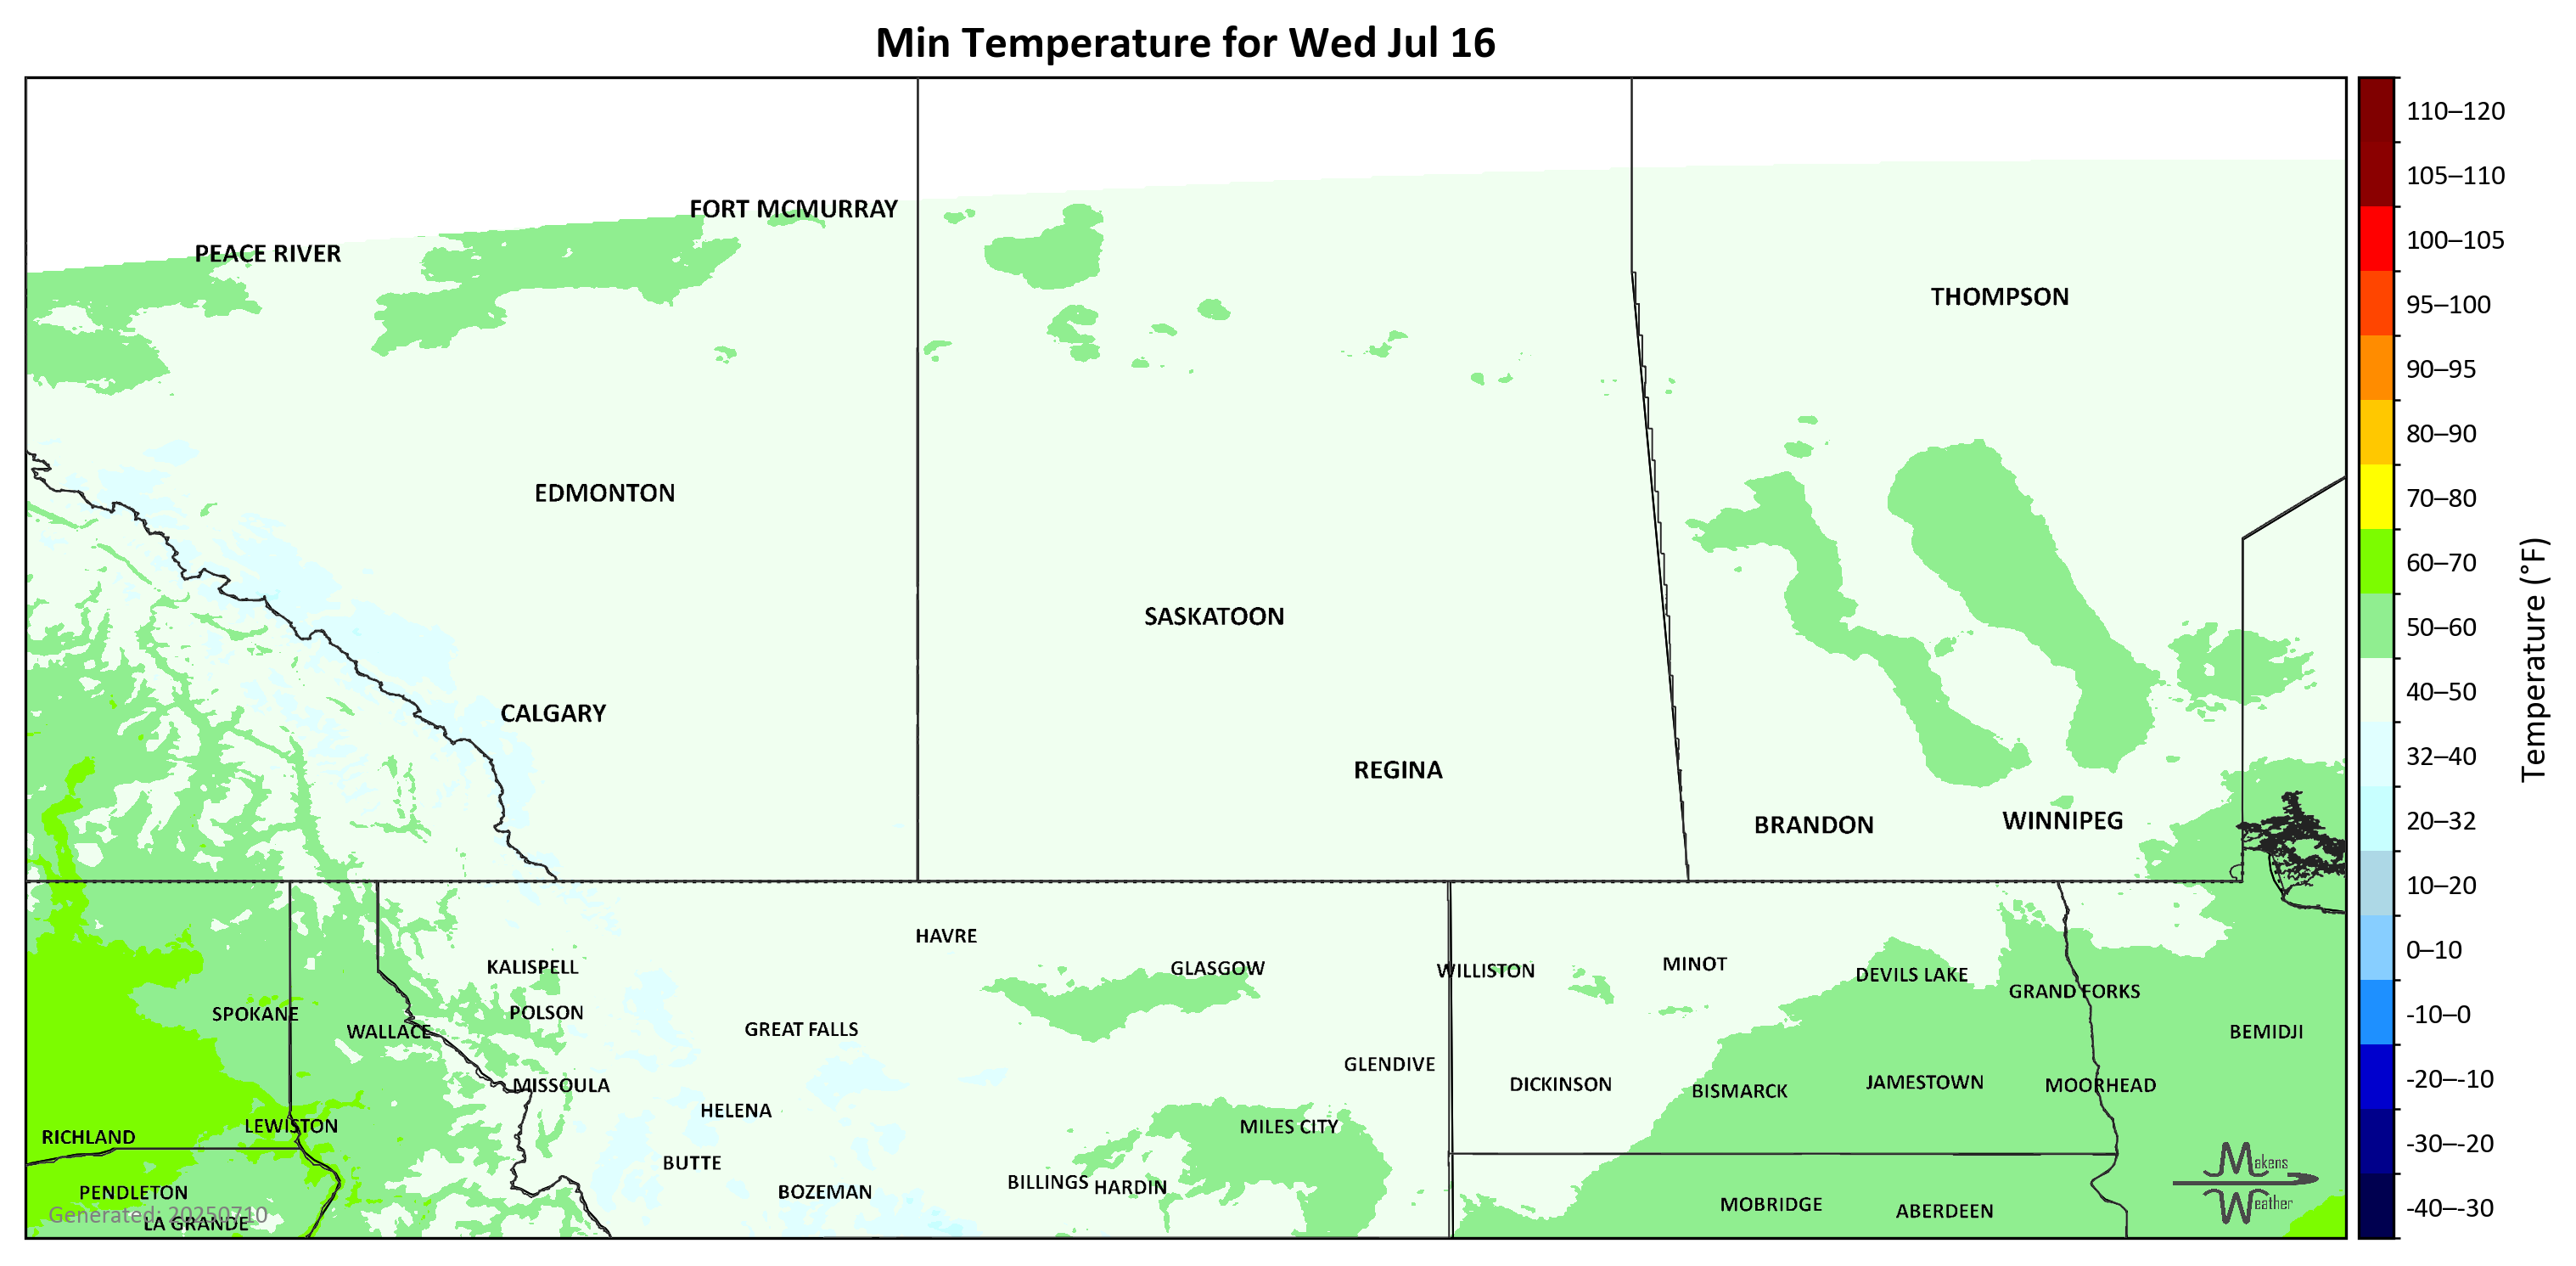 Min Temperature for Wed Jul 16
110–120
105–110
100–105
95–100
90–95
80–90
70–80
60–70
50–60
40–50
32–40
20–32
10–20
0–10
-10–0
-20–-10
-30–-20
-40–-30
Temperature (°F)
FORT MCMURRAY
PEACE RIVER
THOMPSON
EDMONTON
SASKATOON
CALGARY
REGINA
BRANDON
WINNIPEG
HAVRE
KALISPELL
GLASGOW
WILLISTON
MINOT
DEVILS LAKE
GRAND FORKS
SPOKANE
POLSON
WALLACE
GREAT FALLS
BEMIDJI
GLENDIVE
MISSOULA
DICKINSON
BISMARCK
JAMESTOWN
MOORHEAD
HELENA
LEWISTON
RICHLAND
MILES CITY
BUTTE
BILLINGS
HARDIN
PENDLETON
BOZEMAN
MOBRIDGE
ABERDEEN
Generated: 20250710
LA GRANDE
Makens
Weather